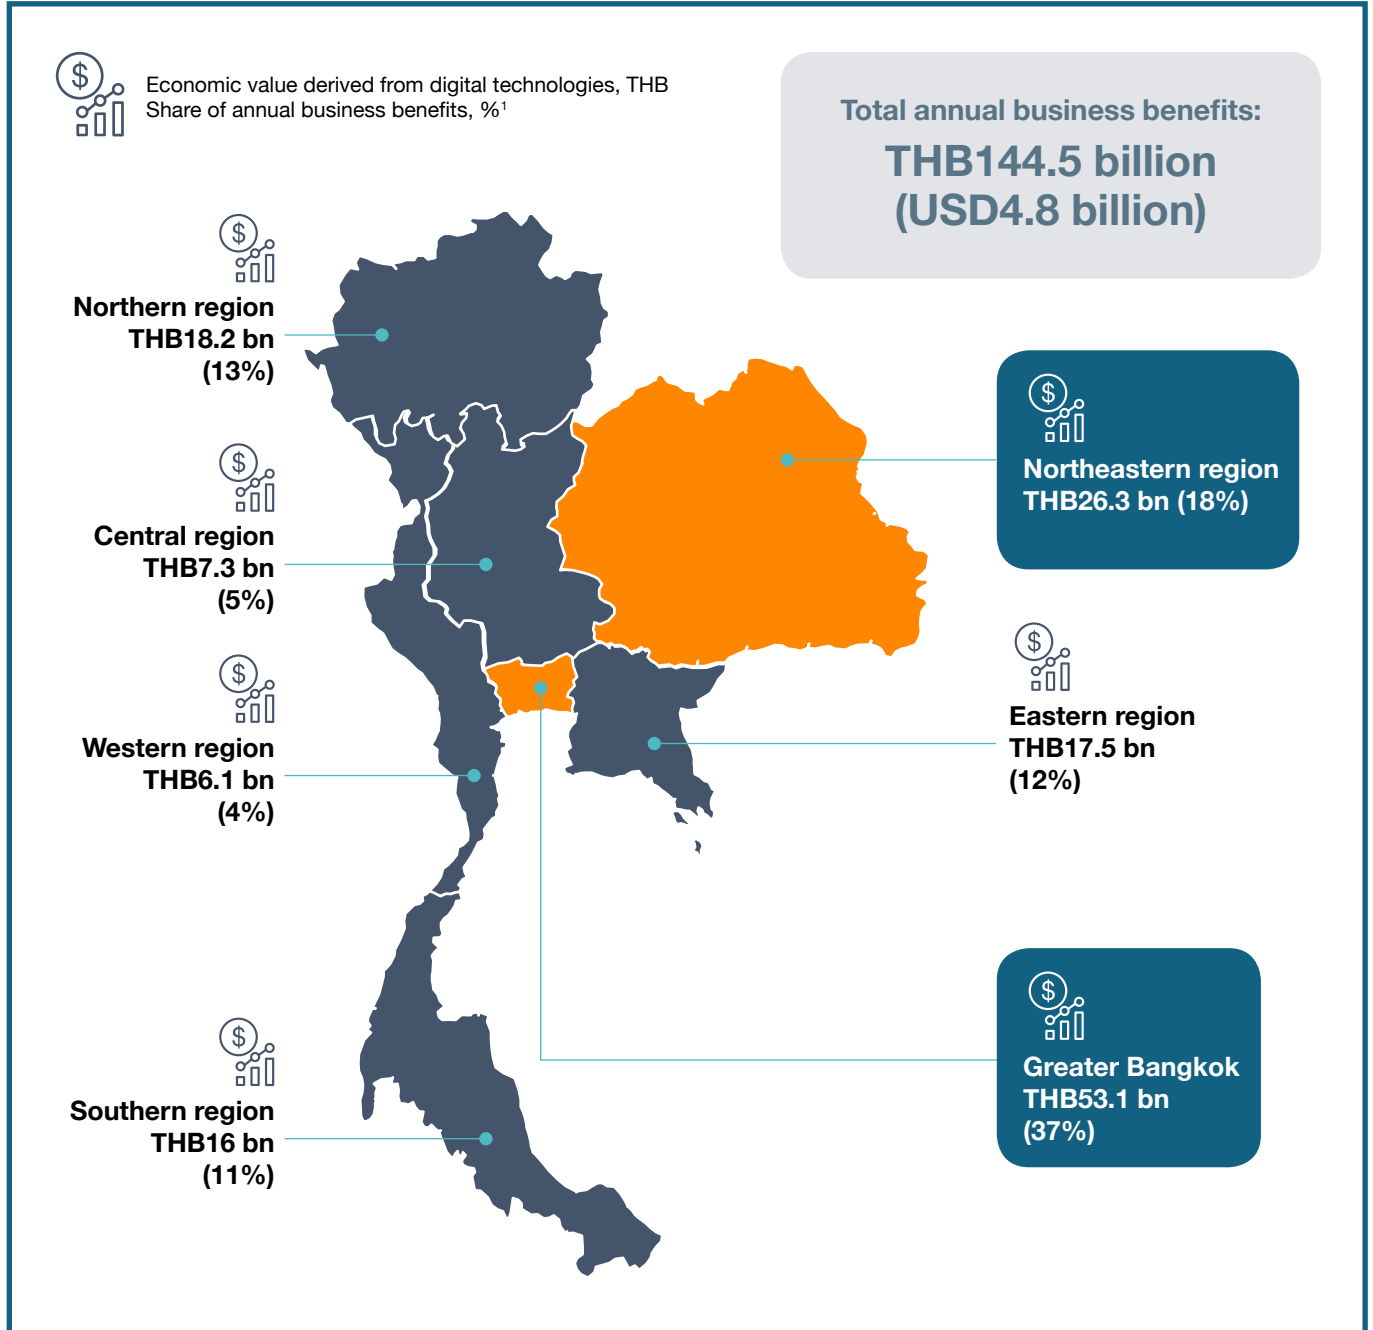 $
Economic value derived from digital technologies, THB
Share of annual business benefits, %¹
Total annual business benefits:
THB144.5 billion
(USD4.8 billion)
$
Northern region
THB18.2 bn
(13%)
$
Northeastern region
THB26.3 bn (18%)
$
Central region
THB7.3 bn
(5%)
$
Eastern region
THB17.5 bn
(12%)
$
Western region
THB6.1 bn
(4%)
$
Greater Bangkok
THB53.1 bn
(37%)
$
Southern region
THB16 bn
(11%)